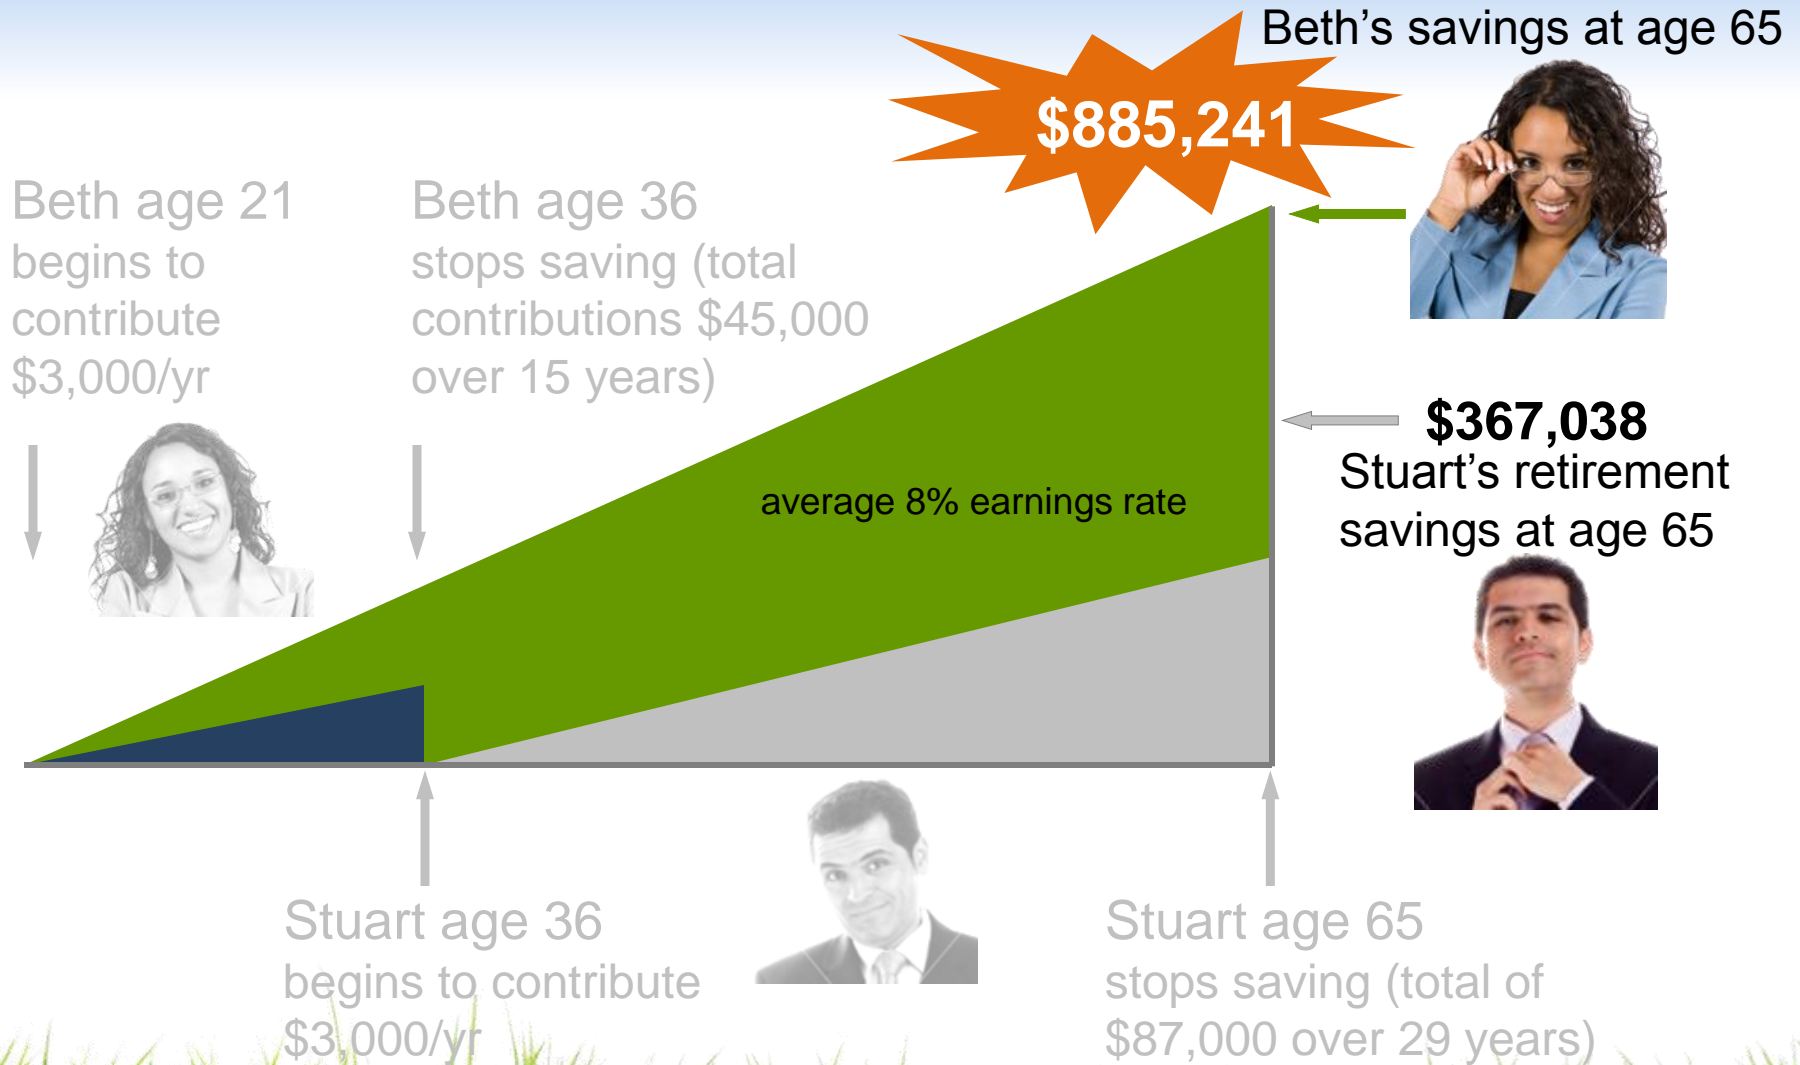 Beth’s savings at age 65
$885,241
Beth age 21
begins to
contribute
$3,000/yr
Beth age 36
stops saving (total
contributions $45,000
over 15 years)
$367,038
Stuart’s retirement
savings at age 65
average 8% earnings rate
Stuart age 36
begins to contribute
$3,000/yr
Stuart age 65
stops saving (total of
$87,000 over 29 years)